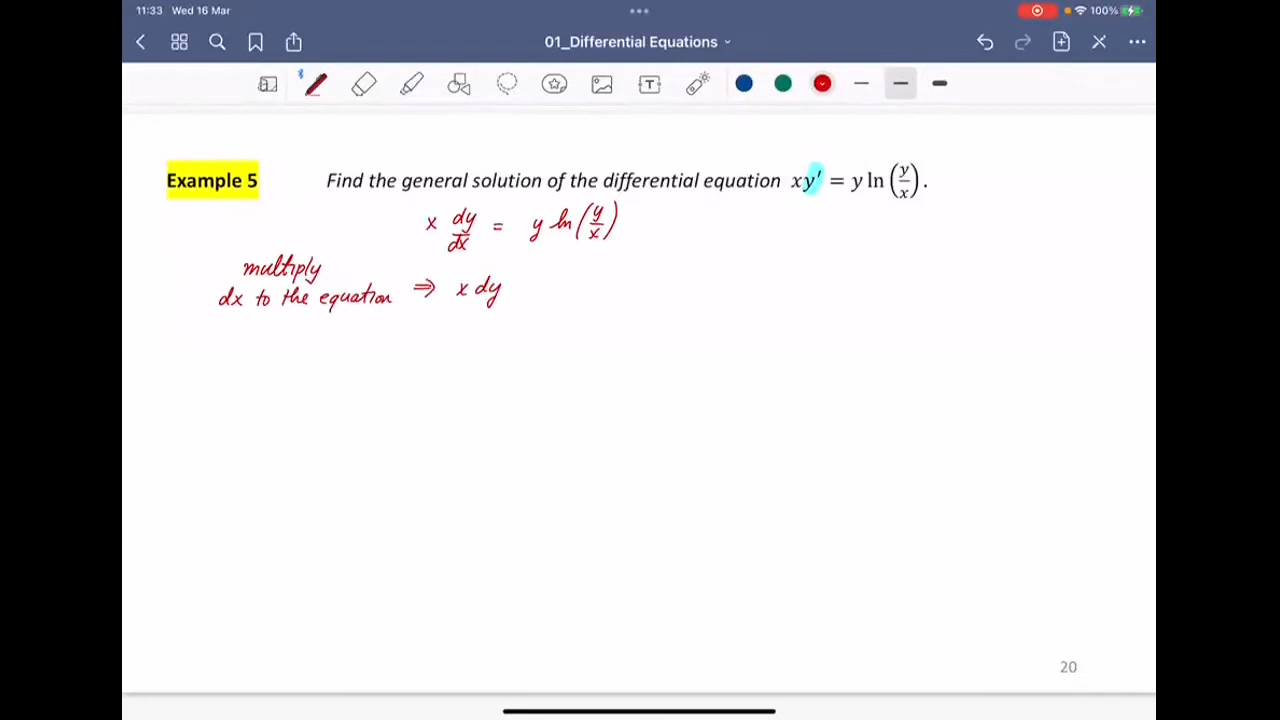 11:33 Wed 16 Mar
100%
01_Differential Equations
T
Example 5 Find the general solution of the differential equation xy′ = y ln(y/x).
x dy/dx = y ln(y/x)
multiply
dx to the equation ⇒ x dy
20